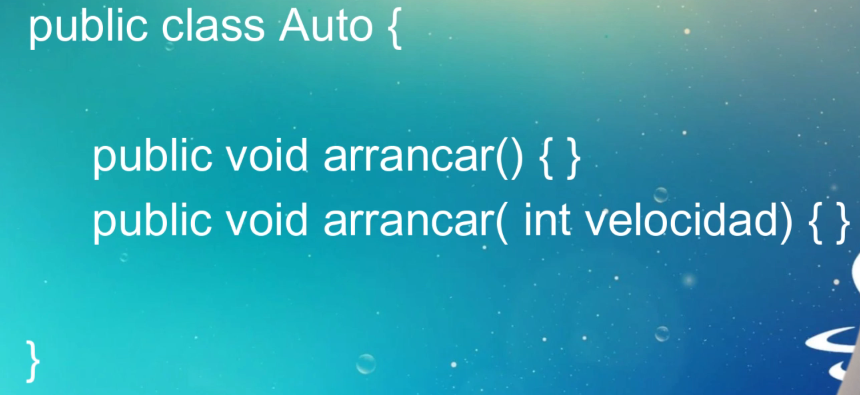 public class Auto {
public void arrancar() { }
public void arrancar( int velocidad) { }
}